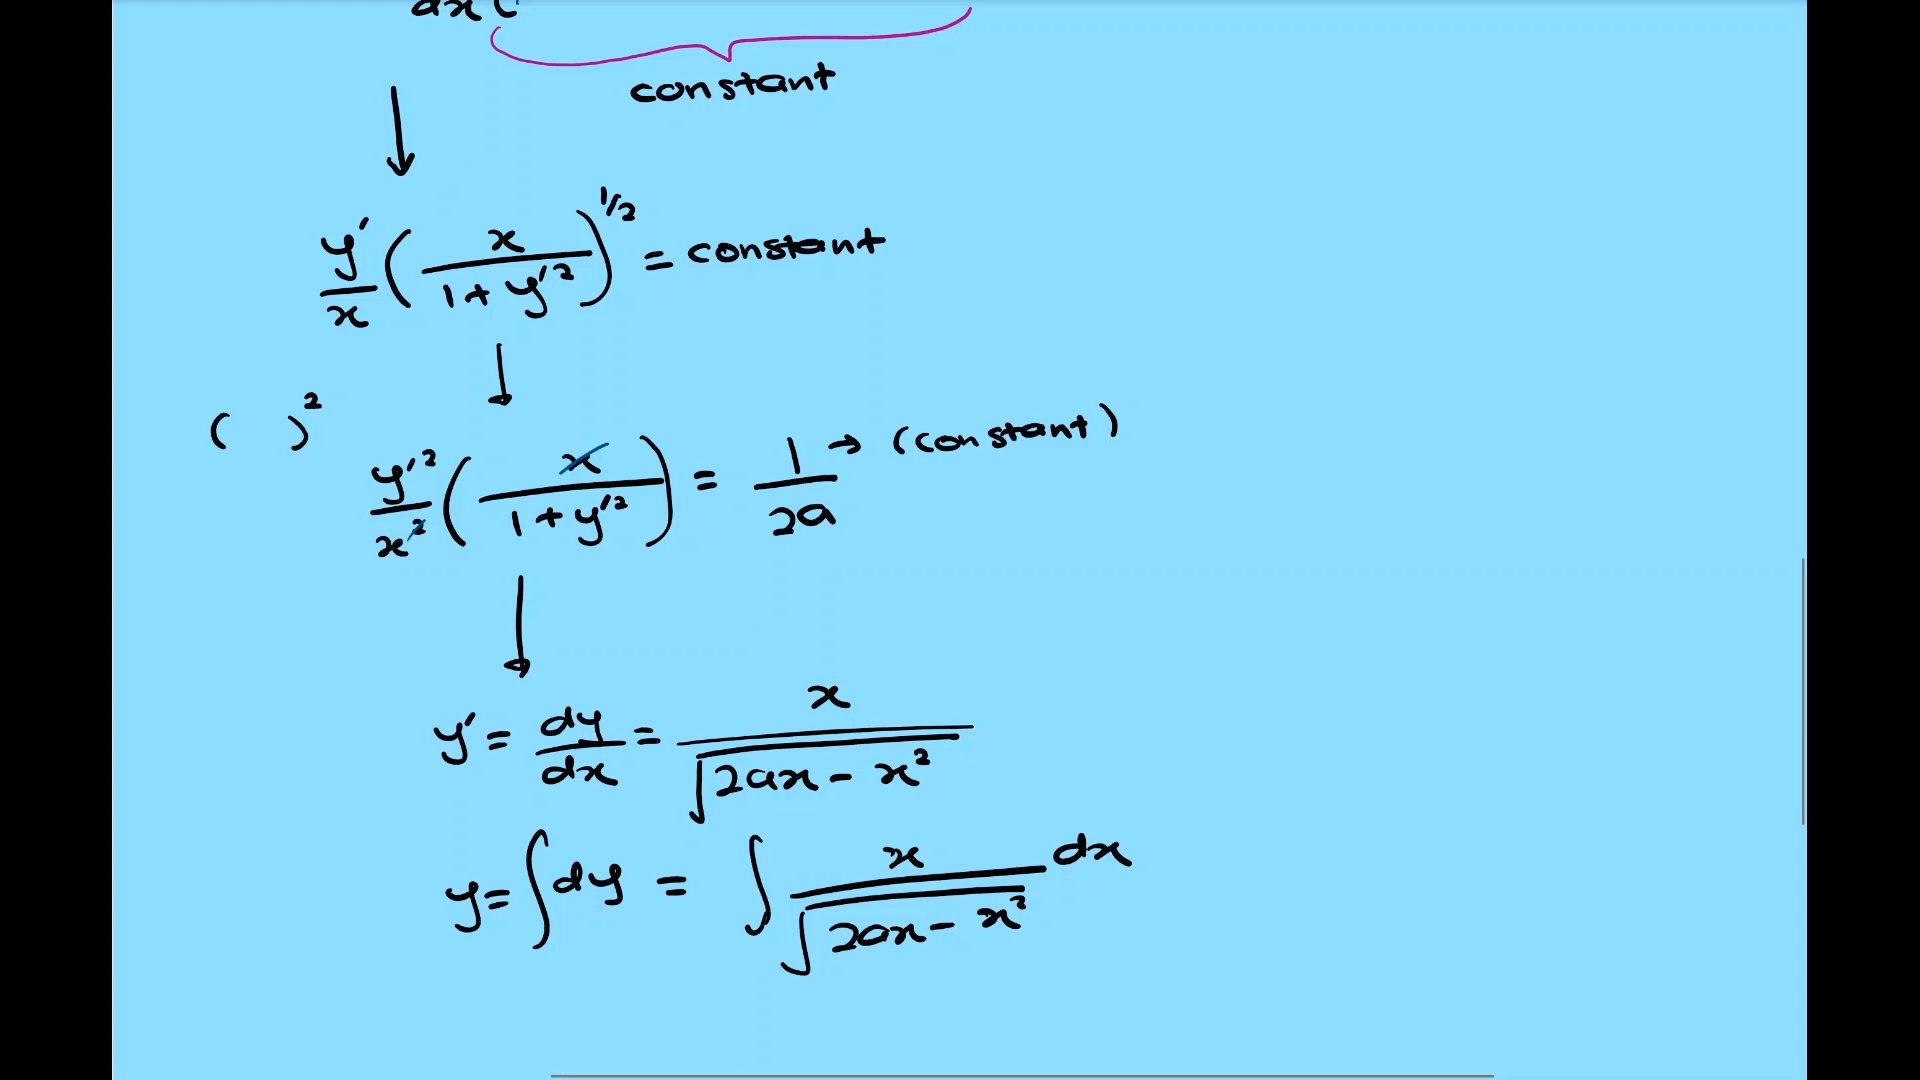 dx (
constant
y'/x (x/(1+y'²))^1/2 = constant
( )²
y'²/x² (x/(1+y'²)) = 1/2a → (constant)
y' = dy/dx = x/√(2ax - x²)
y = ∫dy = ∫ x/√(2ax - x²) dx